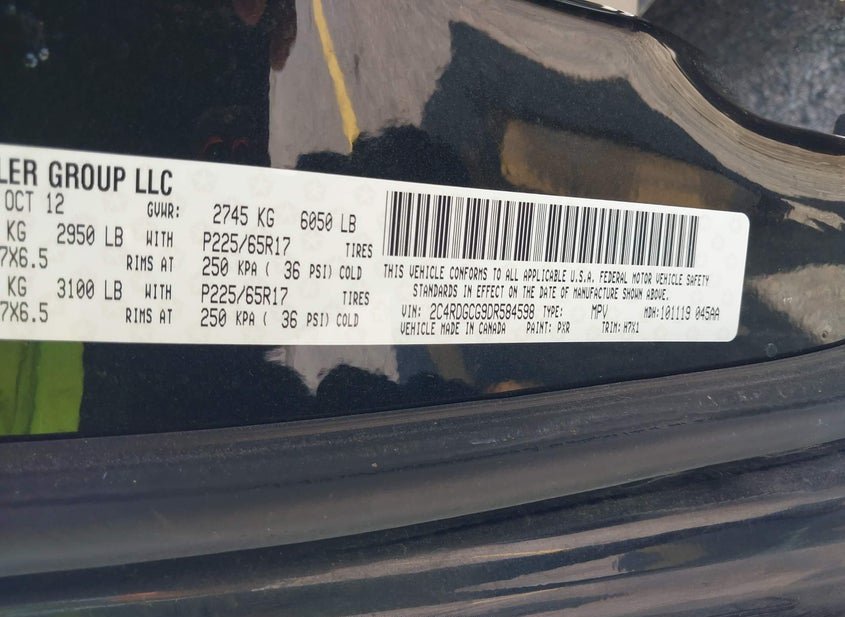 LER GROUP LLC
OCT 12 GVWR: 2745 KG 6050 LB
KG 2950 LB WITH P225/65R17 TIRES
7X6.5 RIMS AT 250 KPA ( 36 PSI) COLD
KG 3100 LB WITH P225/65R17 TIRES
7X6.5 RIMS AT 250 KPA ( 36 PSI) COLD
THIS VEHICLE CONFORMS TO ALL APPLICABLE U.S.A. FEDERAL MOTOR VEHICLE SAFETY
STANDARDS IN EFFECT ON THE DATE OF MANUFACTURE SHOWN ABOVE.
VIN: 2C4RDGCG9DR584598 TYPE: MPV MDH:101119 045AA
VEHICLE MADE IN CANADA PAINT: PXR TRIM: H7X1